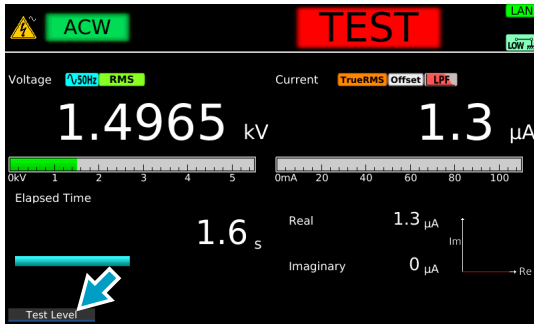 ACW TEST LAN
LOW
Voltage 50Hz RMS Current TrueRMS Offset LPF
1.4965 kV 1.3 μA
0kV 1 2 3 4 5 0mA 20 40 60 80 100
Elapsed Time
1.6 s
Real 1.3 μA
Im
Imaginary 0 μA
Re
Test Level